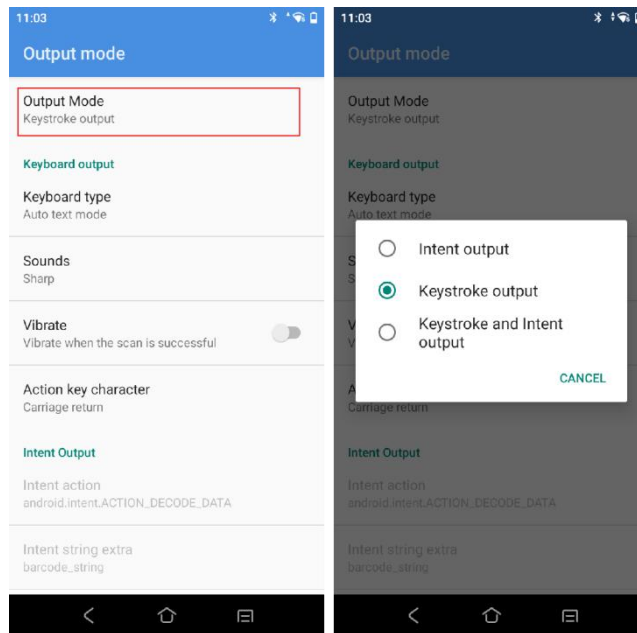 11:03
Output mode
Output Mode
Keystroke output
Keyboard output
Keyboard type
Auto text mode
Sounds
Sharp
Vibrate
Vibrate when the scan is successful
Action key character
Carriage return
Intent Output
Intent action
android.intent.ACTION_DECODE_DATA
Intent string extra
barcode_string
11:03
Output mode
Output Mode
Keystroke output
Keyboard output
Keyboard type
Auto text mode
Intent output
Keystroke output
Keystroke and Intent
output
CANCEL
Carriage return
Intent Output
Intent action
android.intent.ACTION_DECODE_DATA
Intent string extra
barcode_string